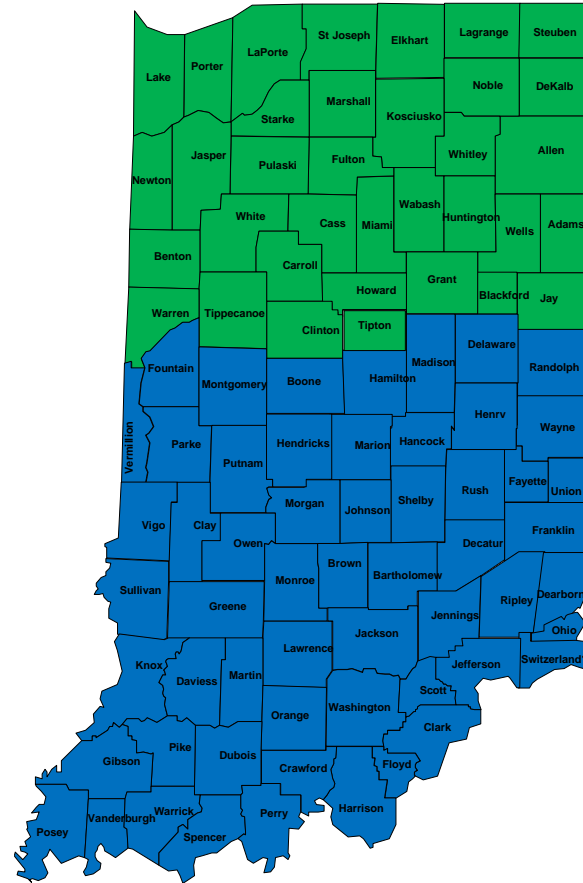 Lagrange
Steuben
St Joseph
Elkhart
LaPorte
Porter
Lake
Noble
DeKalb
Marshall
Kosciusko
Starke
Allen
Whitley
Jasper
Fulton
Pulaski
Newton
Wabash
White
Huntington
Cass
Miami
Wells
Adams
Benton
Carroll
Grant
Howard
Blackford
Jay
Warren
Tippecanoe
Clinton
Tipton
Delaware
Madison
Randolph
Fountain
Hamilton
Boone
Montgomery
Henry
Wayne
Vermillion
Parke
Hendricks
Marion
Hancock
Putnam
Fayette
Union
Rush
Shelby
Morgan
Johnson
Vigo
Clay
Franklin
Owen
Decatur
Brown
Bartholomew
Monroe
Sullivan
Dearborn
Ripley
Greene
Jennings
Ohio
Jackson
Lawrence
Switzerland
Knox
Jefferson
Martin
Daviess
Scott
Washington
Orange
Clark
Pike
Dubois
Gibson
Crawford
Floyd
Harrison
Warrick
Perry
Vanderburgh
Posey
Spencer